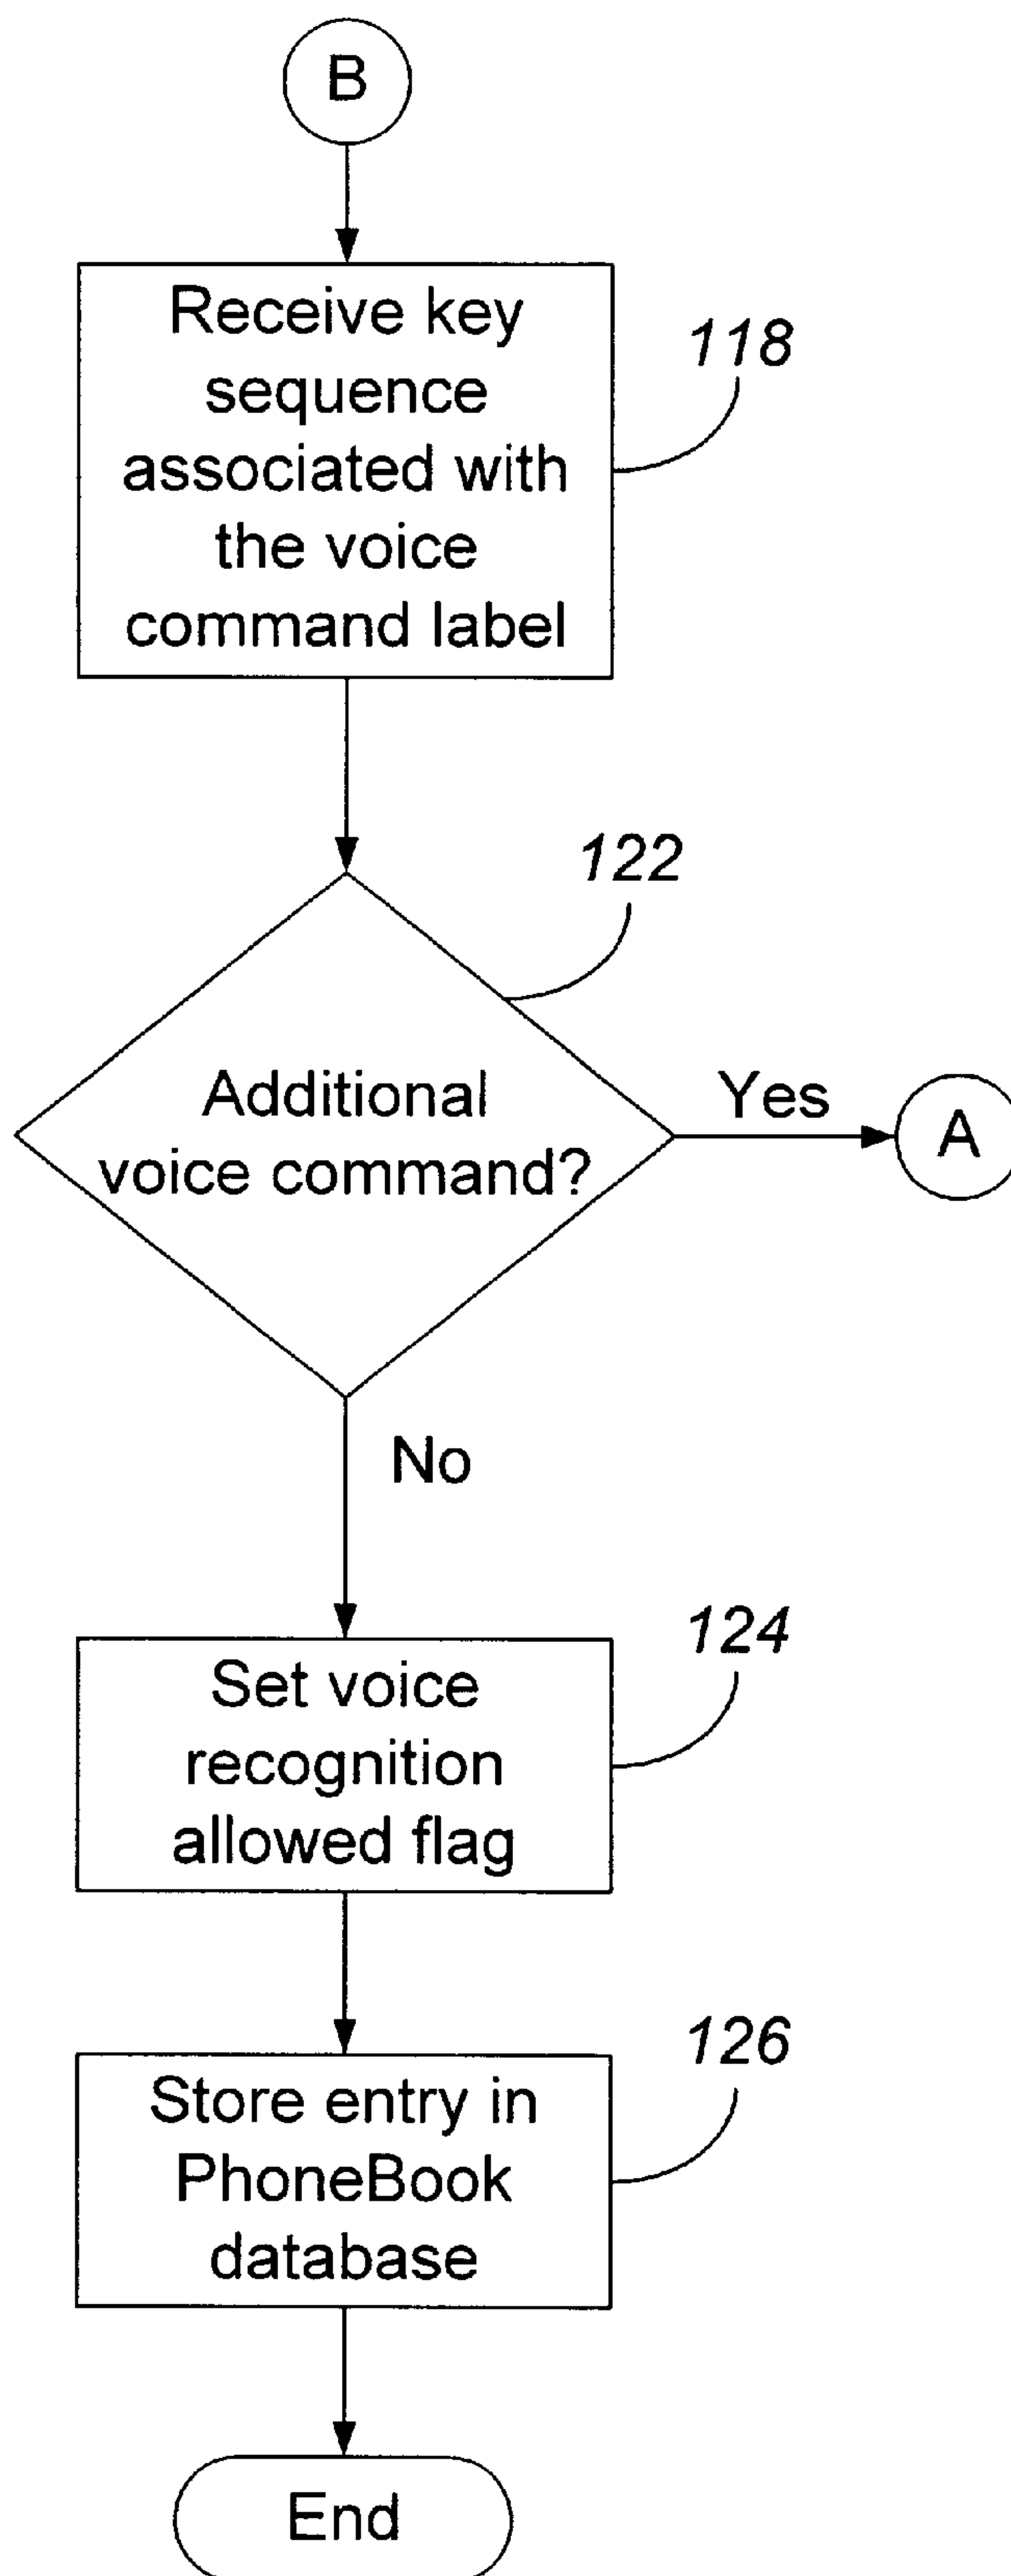 B
Receive key
sequence
associated with
the voice
command label
118
122
Additional
voice command?
Yes
A
No
Set voice
recognition
allowed flag
124
Store entry in
PhoneBook
database
126
End